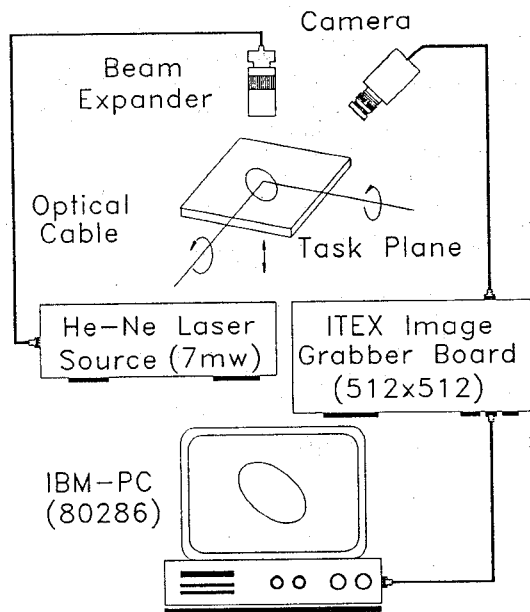 Camera
Beam
Expander
Optical
Cable
Task Plane
He-Ne Laser
Source (7mw)
ITEX Image
Grabber Board
(512x512)
IBM-PC
(80286)